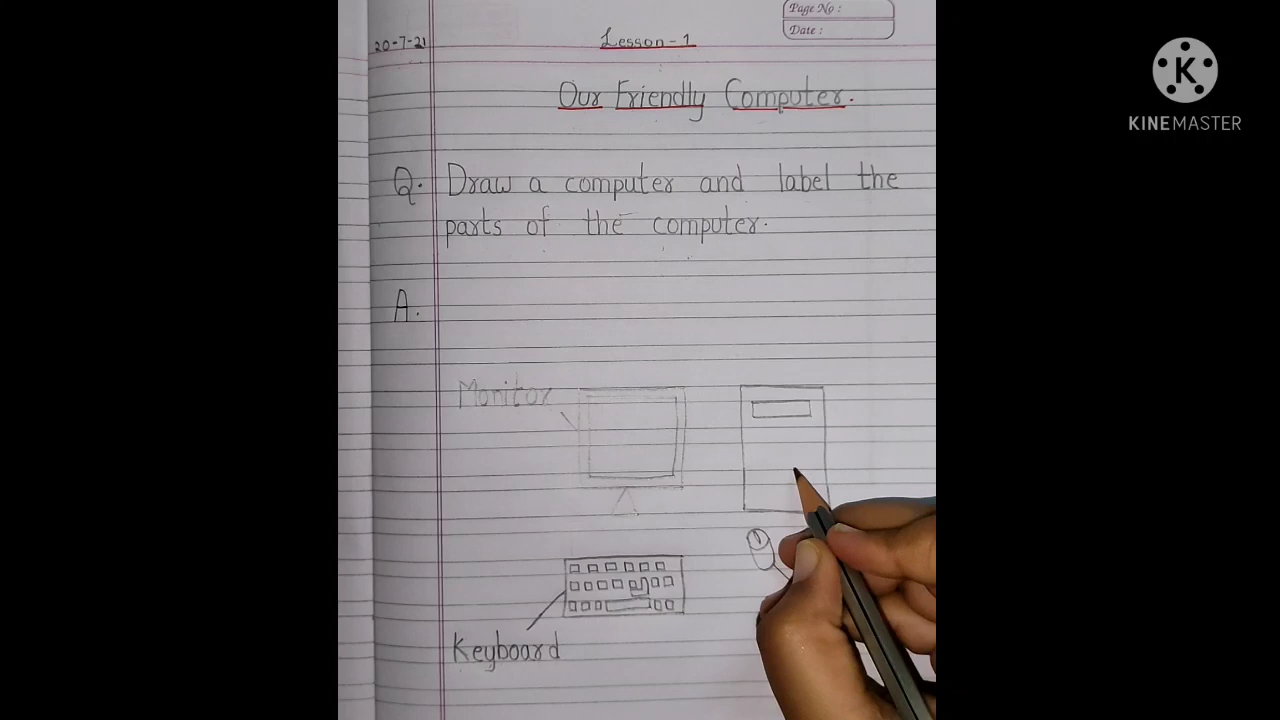 Page No :
Date :
20-7-21
Lesson-1
Our Friendly Computer.
Q. Draw a computer and label the
parts of the computer.
A.
Monitor
Keyboard
K
KINEMASTER